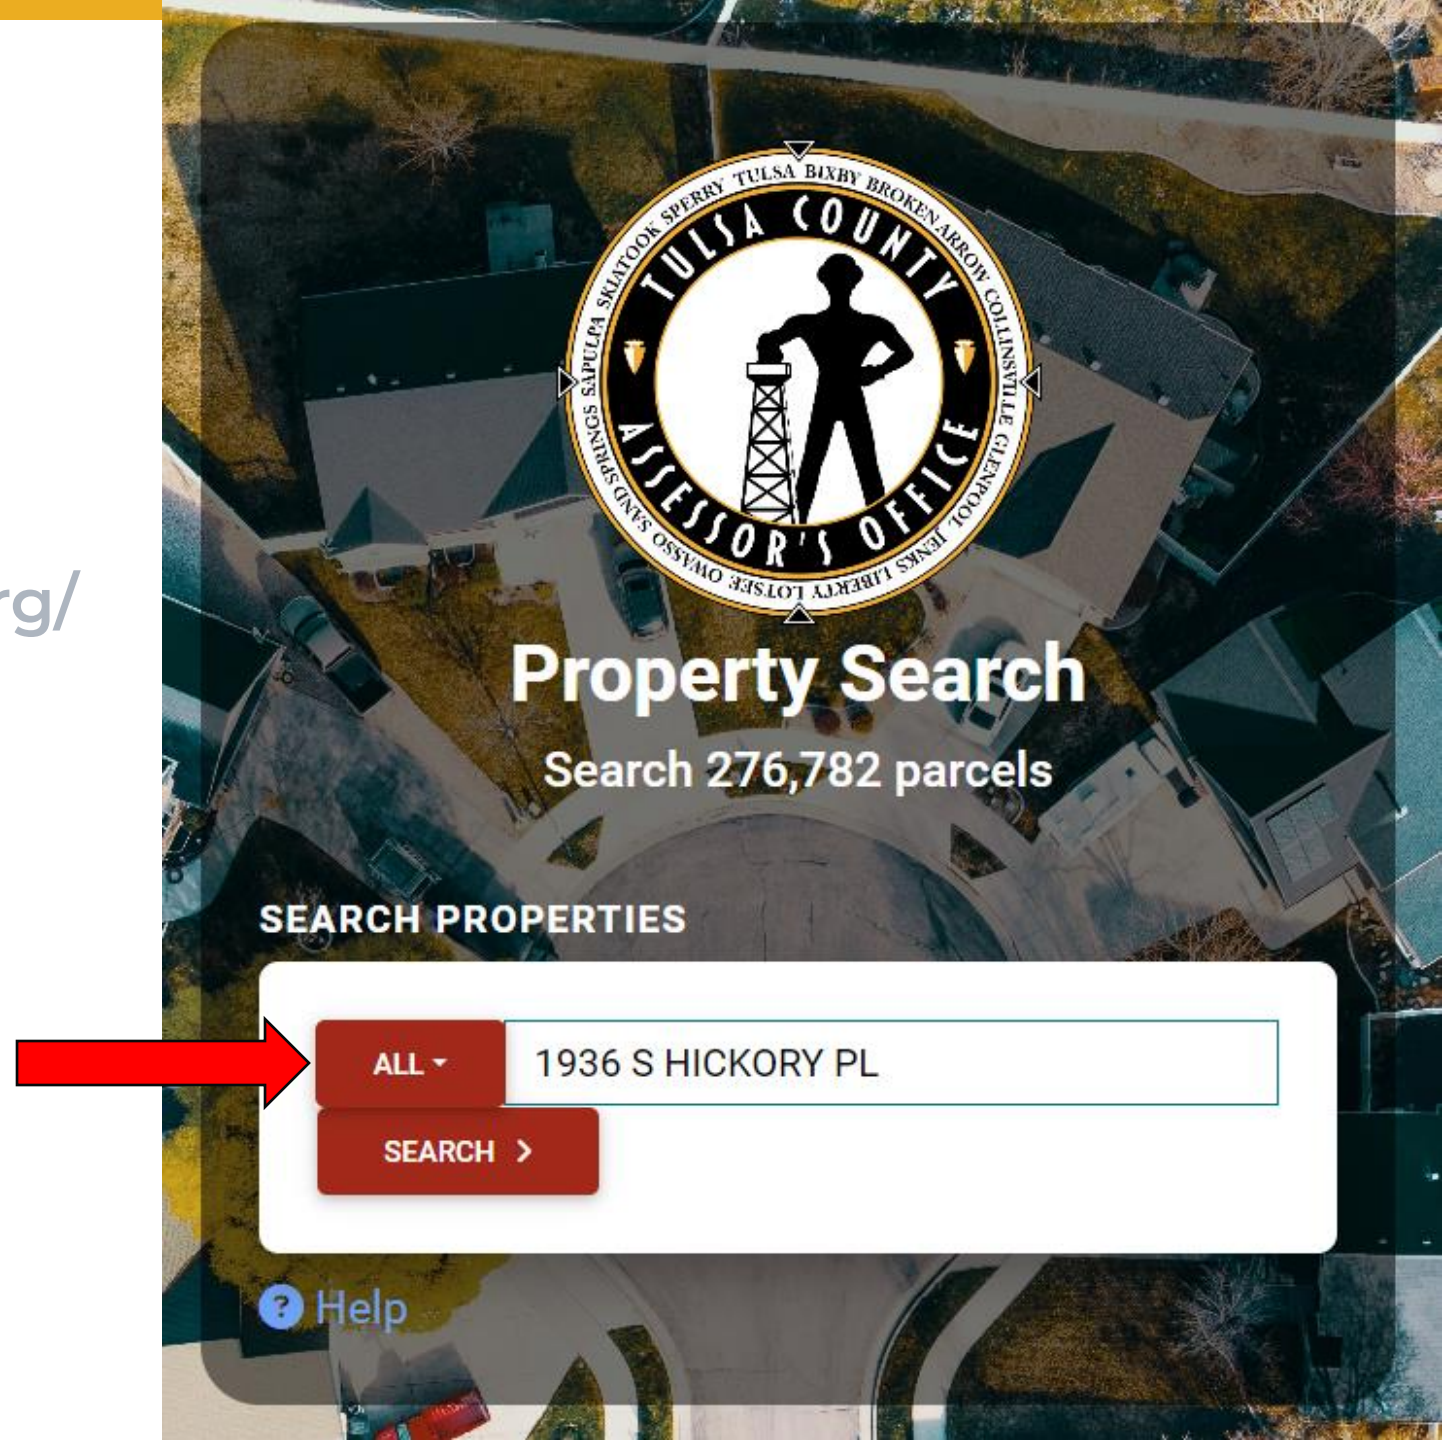 rg/
SPERRY TULSA BIXBY BROKEN ARROW COLLINSVILLE GLENPOOL JENKS LIBERTY LOTSEE OWASSO SAND SPRINGS SAPULPA SKIATOOK
TULSA COUNTY
ASSESSOR'S OFFICE
Property Search
Search 276,782 parcels
SEARCH PROPERTIES
ALL
1936 S HICKORY PL
SEARCH >
? Help